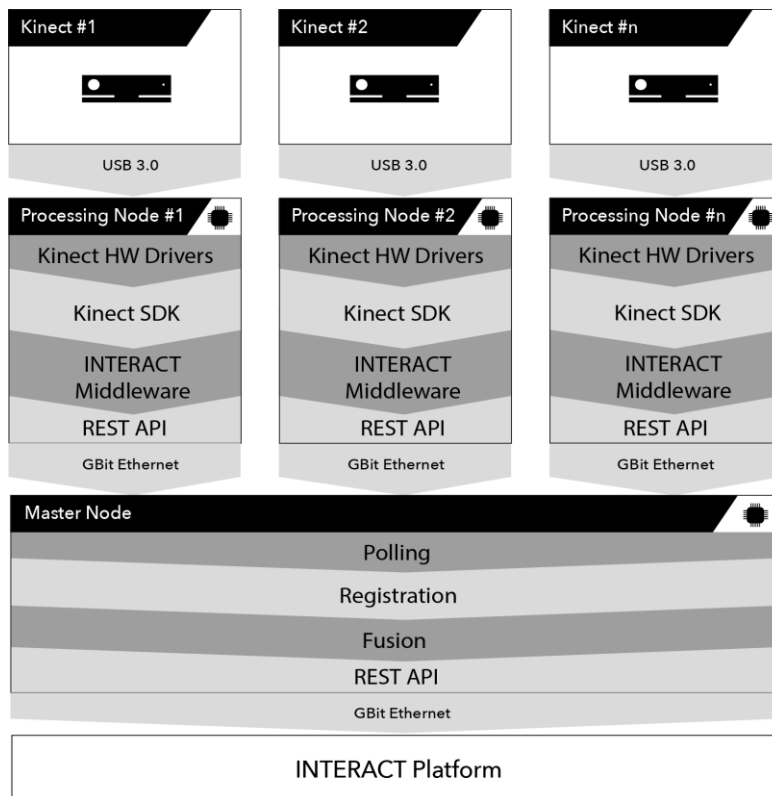 Kinect #1
Kinect #2
Kinect #n
USB 3.0
USB 3.0
USB 3.0
Processing Node #1
Processing Node #2
Processing Node #n
Kinect HW Drivers
Kinect HW Drivers
Kinect HW Drivers
Kinect SDK
Kinect SDK
Kinect SDK
INTERACT
Middleware
INTERACT
Middleware
INTERACT
Middleware
REST API
REST API
REST API
GBit Ethernet
GBit Ethernet
GBit Ethernet
Master Node
Polling
Registration
Fusion
REST API
GBit Ethernet
INTERACT Platform